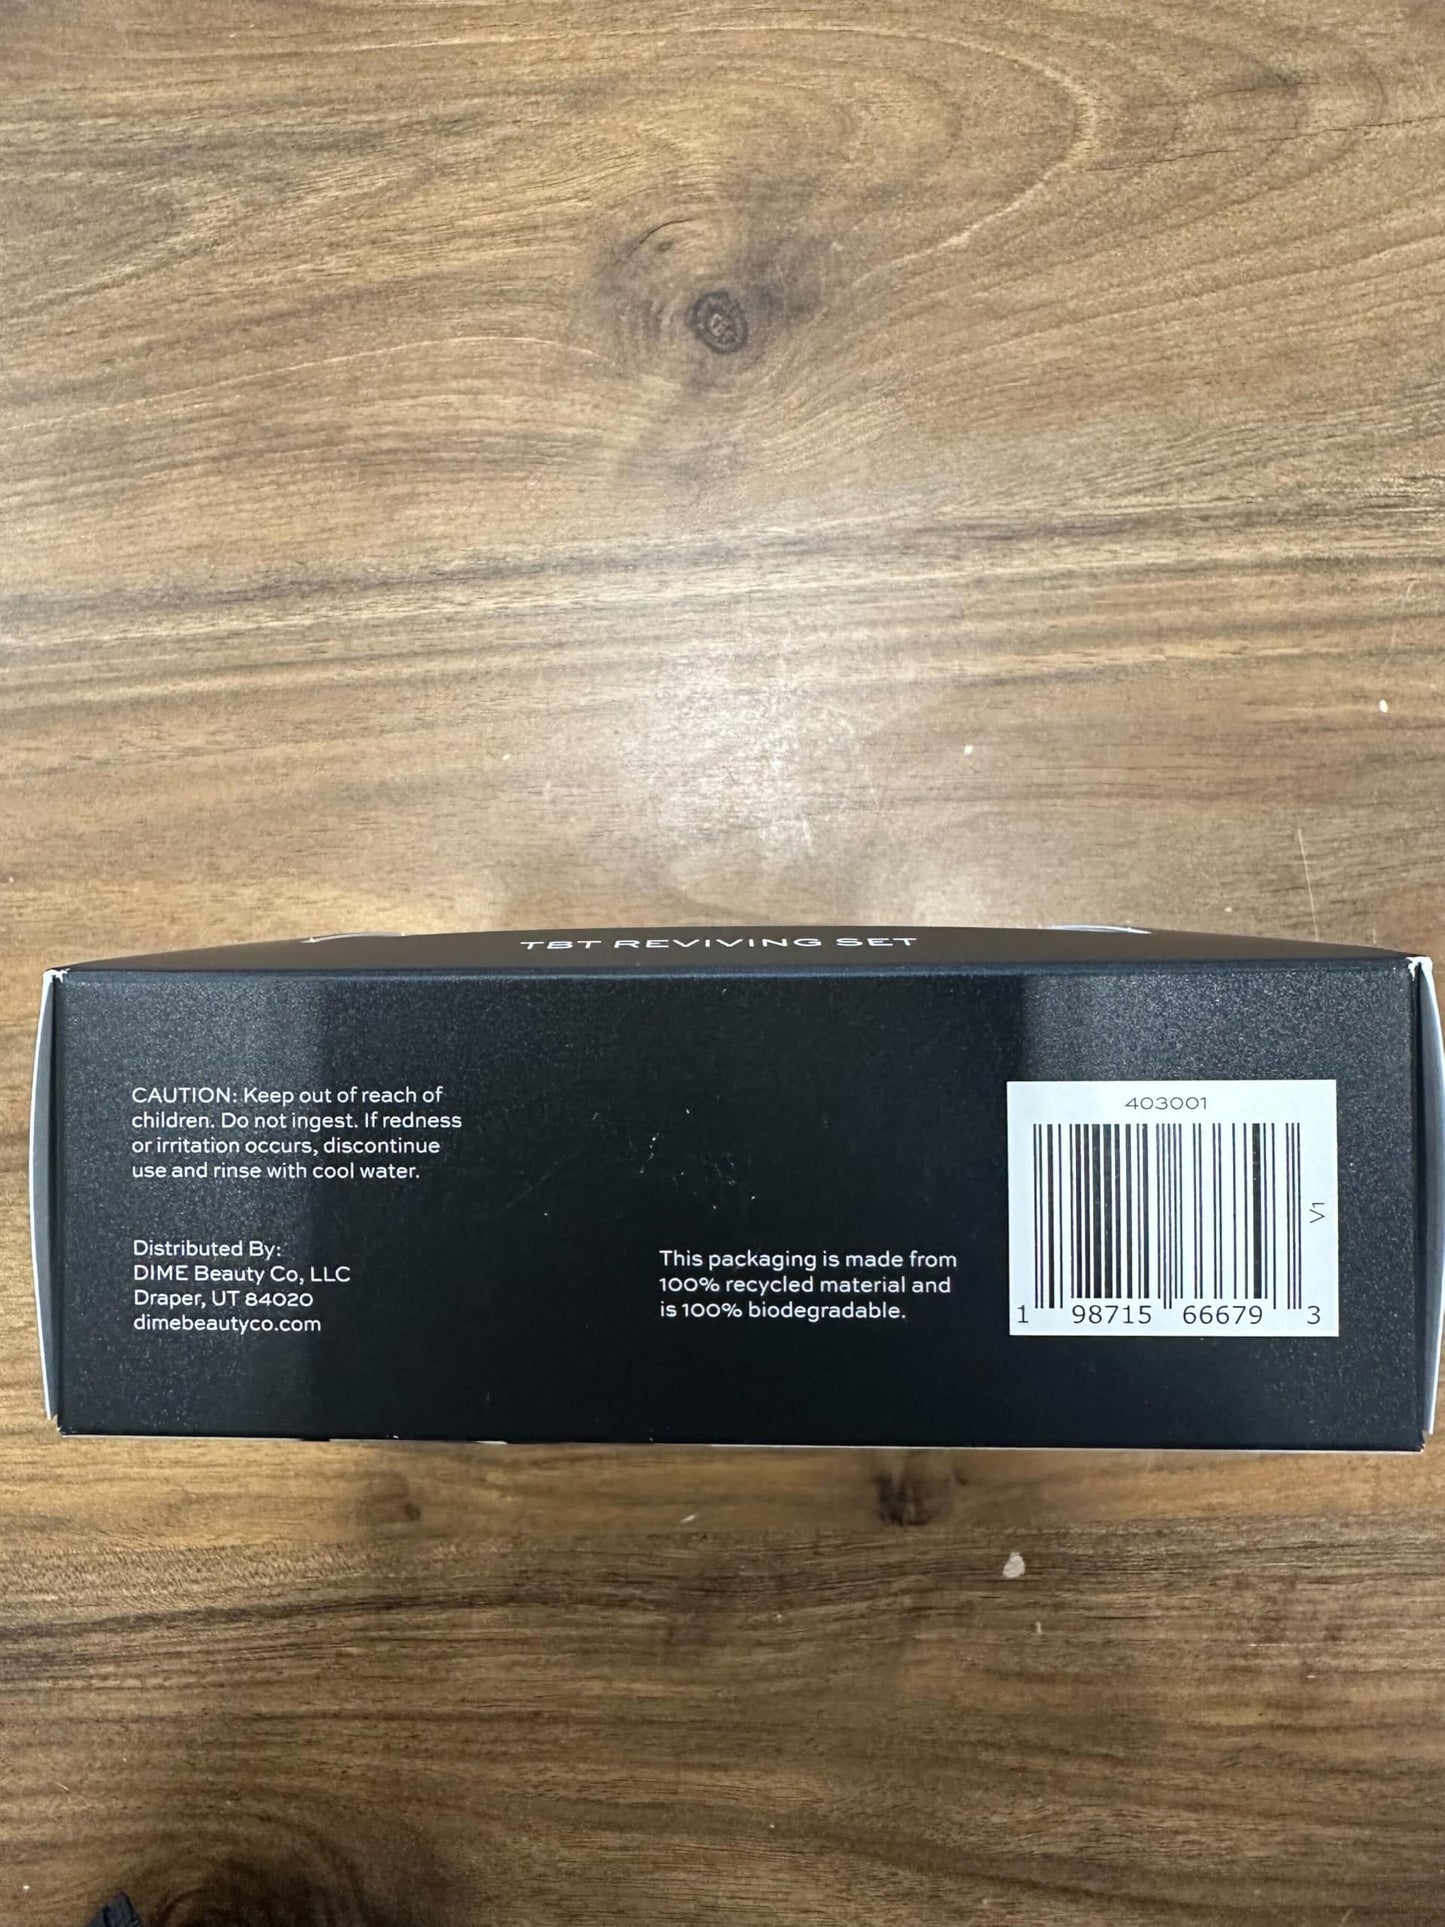 TBT REVIVING SET
CAUTION: Keep out of reach of
children. Do not ingest. If redness
or irritation occurs, discontinue
use and rinse with cool water.
Distributed By:
DIME Beauty Co, LLC
Draper, UT 84020
dimebeautyco.com
This packaging is made from
100% recycled material and
is 100% biodegradable.
403001
V1
1 98715 66679 3